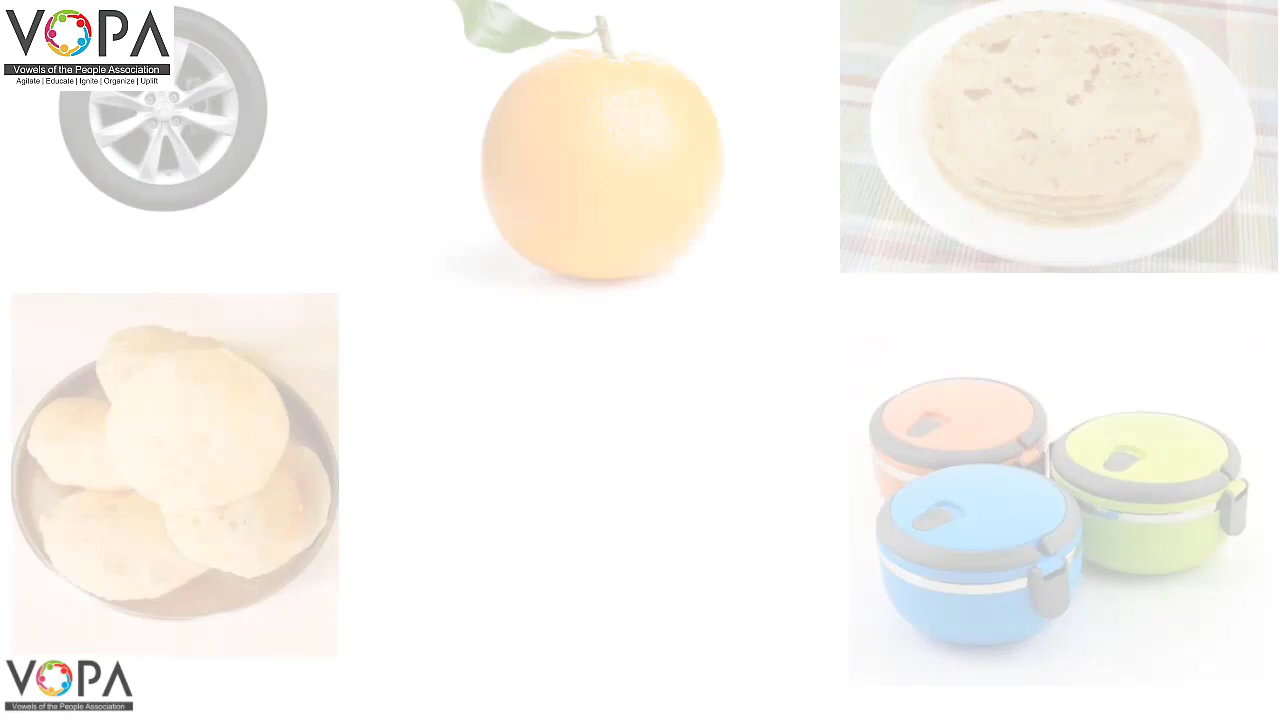 VOPA
Vowels of the People Association
Agitate | Educate | Ignite | Organize | Uplift
VOPA
Vowels of the People Association